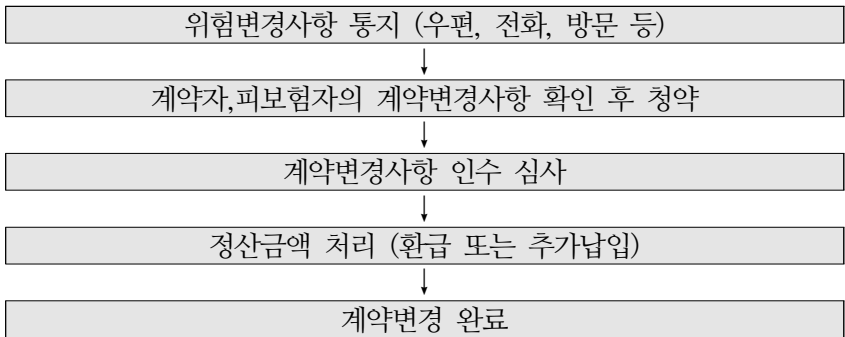 위험변경사항 통지 (우편, 전화, 방문 등)
계약자,피보험자의 계약변경사항 확인 후 청약
계약변경사항 인수 심사
정산금액 처리 (환급 또는 추가납입)
계약변경 완료